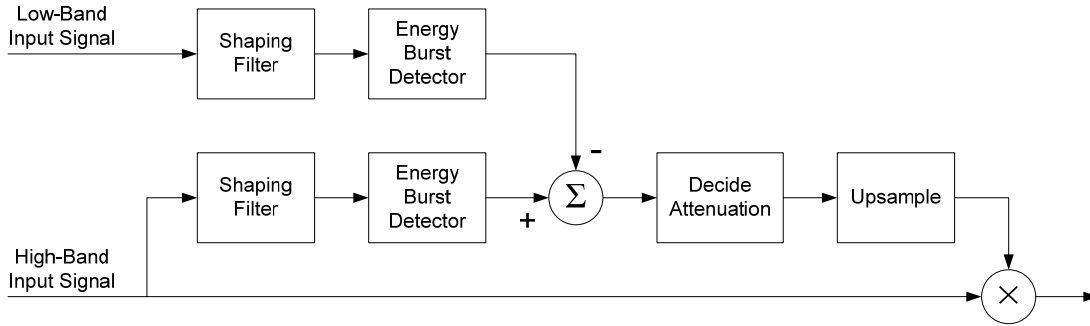 Low-Band
Input Signal
Shaping
Filter
Energy
Burst
Detector
-
Shaping
Filter
Energy
Burst
Detector
+
Σ
Decide
Attenuation
Upsample
High-Band
Input Signal
×